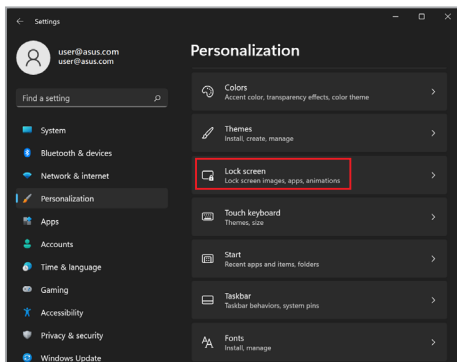 Settings
user@asus.com
user@asus.com
Find a setting
System
Bluetooth & devices
Network & internet
Personalization
Apps
Accounts
Time & language
Gaming
Accessibility
Privacy & security
Windows Update
Personalization
Colors
Accent color, transparency effects, color theme
Themes
Install, create, manage
Lock screen
Lock screen images, apps, animations
Touch keyboard
Themes, size
Start
Recent apps and items, folders
Taskbar
Taskbar behaviors, system pins
Fonts
Install, manage